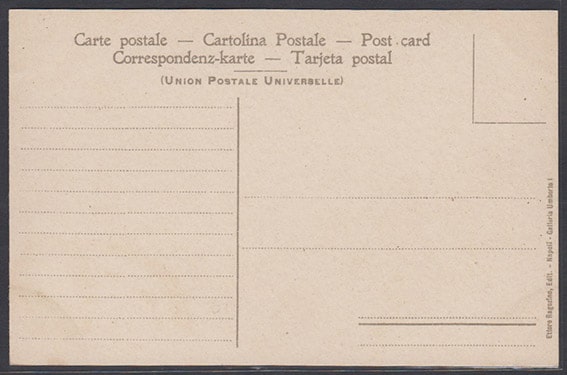 Carte postale — Cartolina Postale — Post card
Correspondenz-karte — Tarjeta postal
(UNION POSTALE UNIVERSELLE)
Ettore Ragozino, Edit. - Napoli - Galleria Umberto I